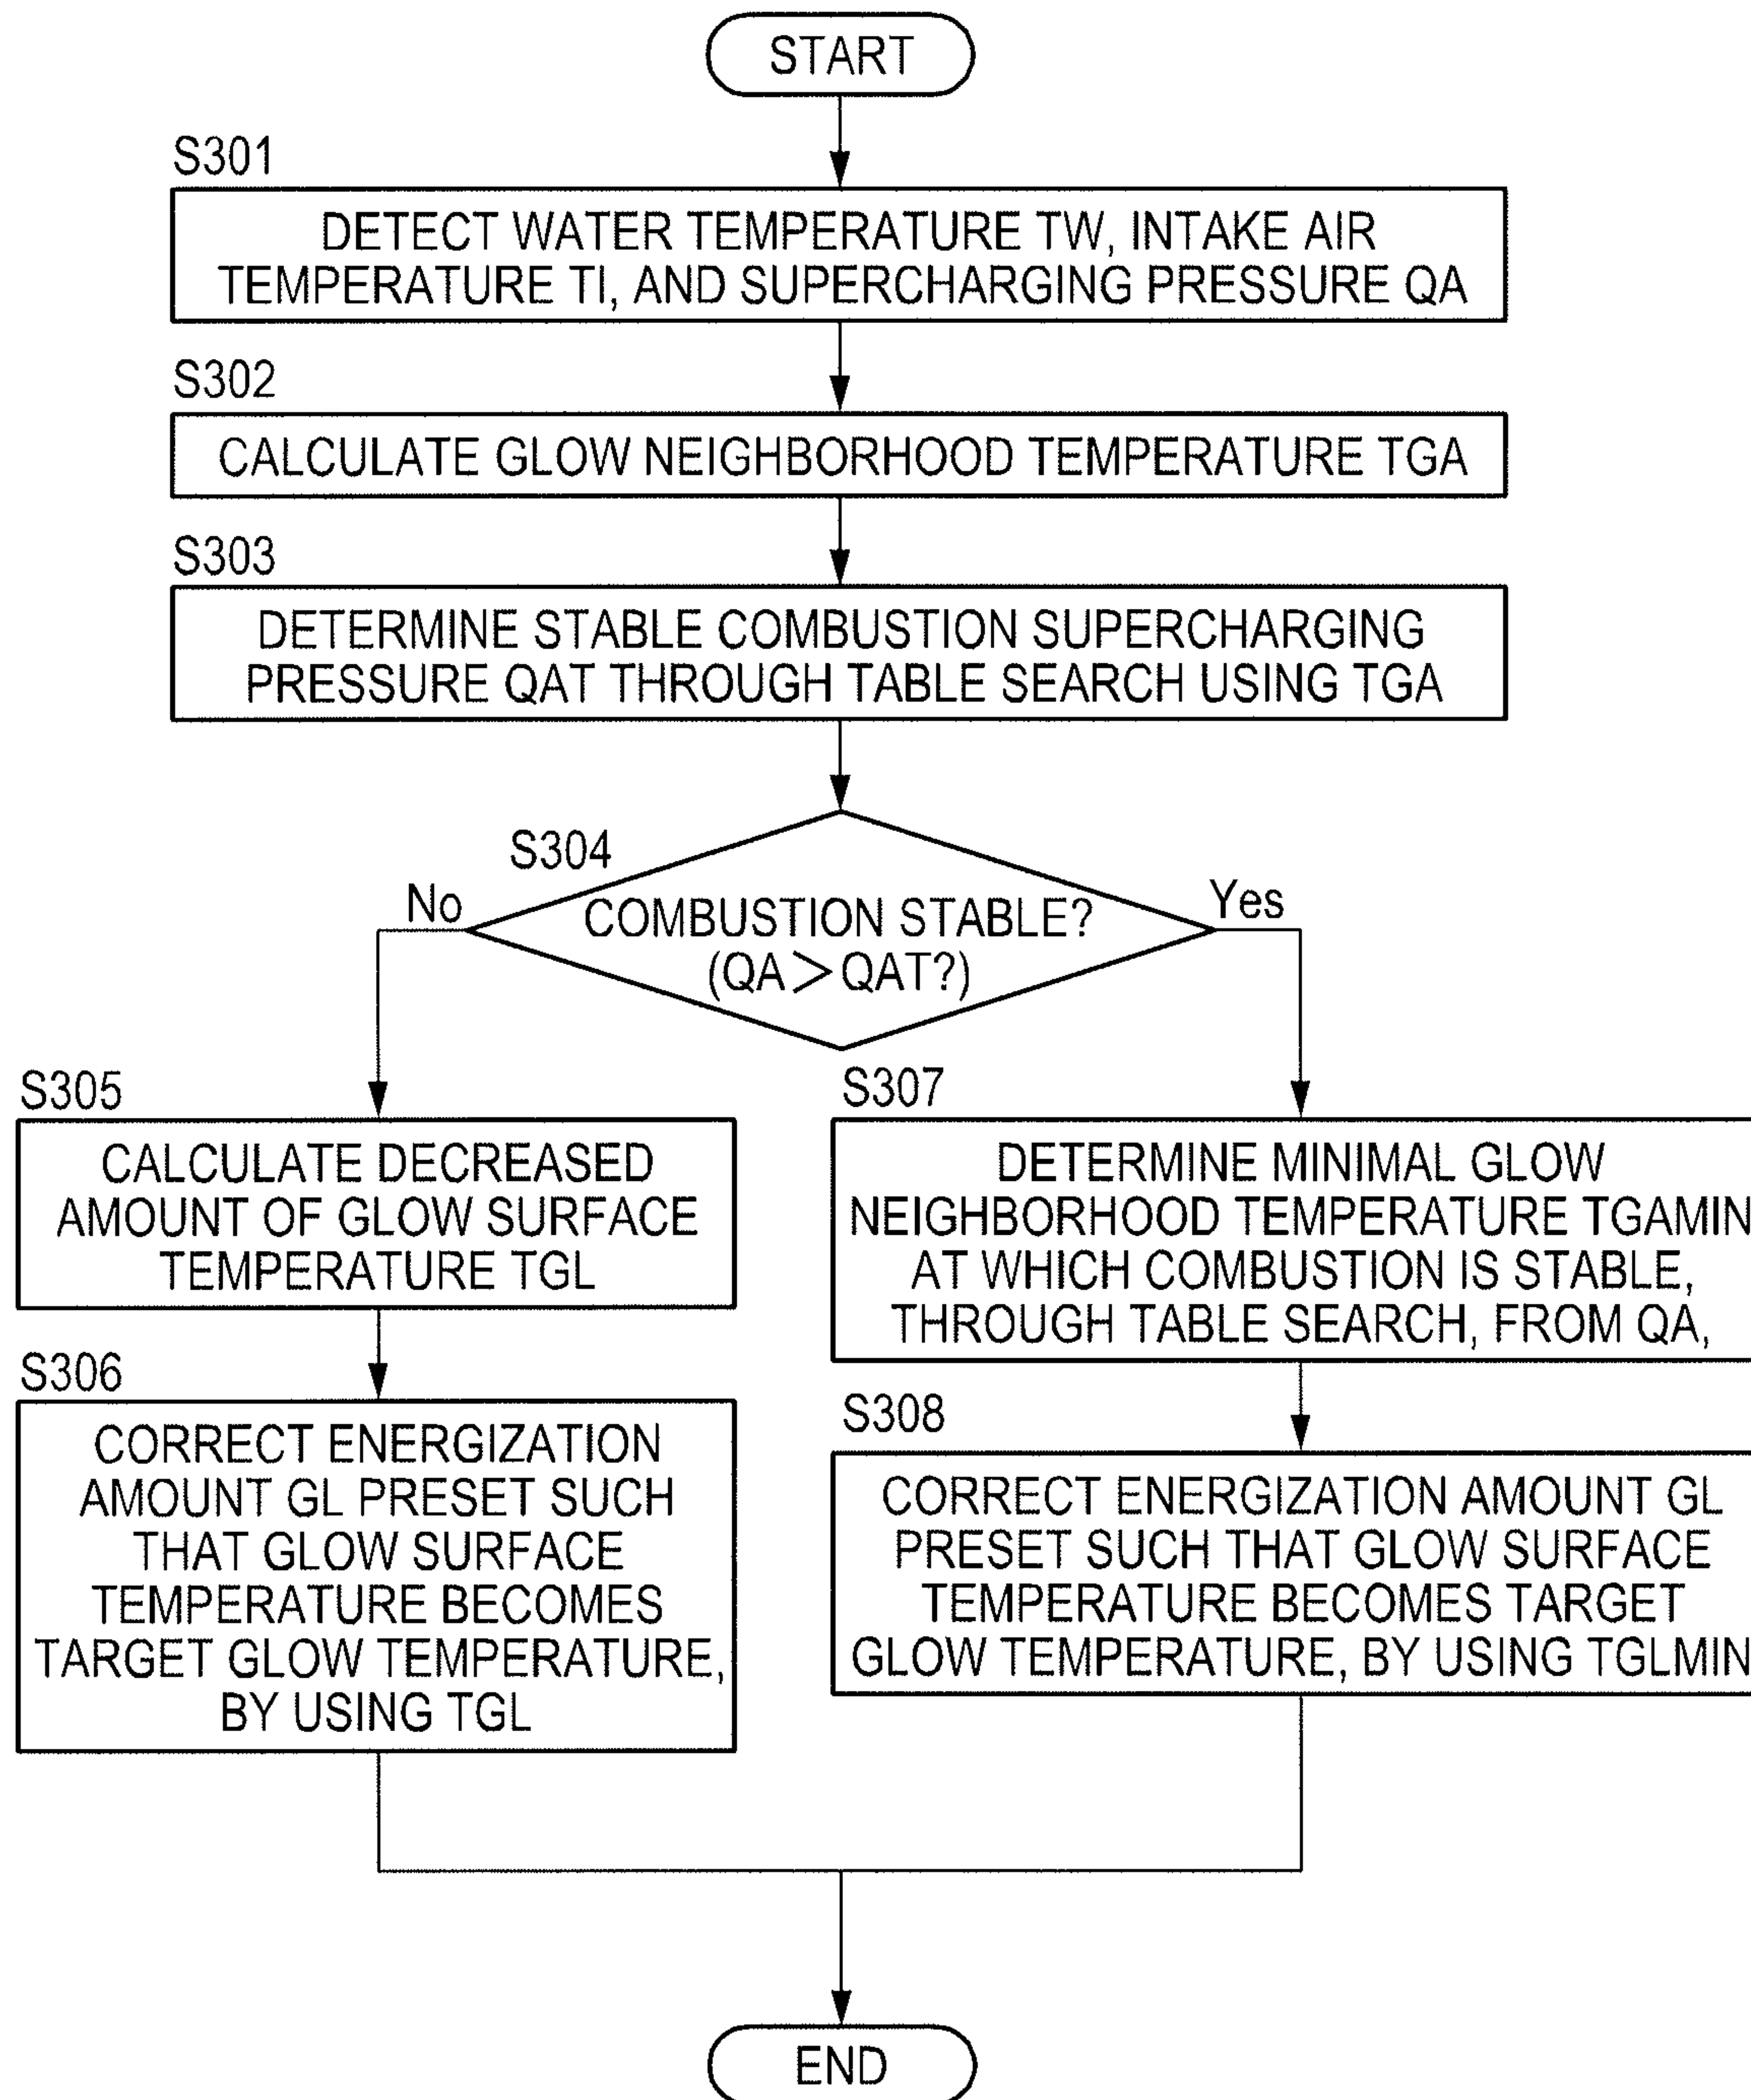 START
S301
DETECT WATER TEMPERATURE TW, INTAKE AIR
TEMPERATURE TI, AND SUPERCHARGING PRESSURE QA
S302
CALCULATE GLOW NEIGHBORHOOD TEMPERATURE TGA
S303
DETERMINE STABLE COMBUSTION SUPERCHARGING
PRESSURE QAT THROUGH TABLE SEARCH USING TGA
S304
No
COMBUSTION STABLE?
(QA>QAT?)
Yes
S305
CALCULATE DECREASED
AMOUNT OF GLOW SURFACE
TEMPERATURE TGL
S306
CORRECT ENERGIZATION
AMOUNT GL PRESET SUCH
THAT GLOW SURFACE
TEMPERATURE BECOMES
TARGET GLOW TEMPERATURE,
BY USING TGL
S307
DETERMINE MINIMAL GLOW
NEIGHBORHOOD TEMPERATURE TGAMIN
AT WHICH COMBUSTION IS STABLE,
THROUGH TABLE SEARCH, FROM QA,
S308
CORRECT ENERGIZATION AMOUNT GL
PRESET SUCH THAT GLOW SURFACE
TEMPERATURE BECOMES TARGET
GLOW TEMPERATURE, BY USING TGLMIN
END